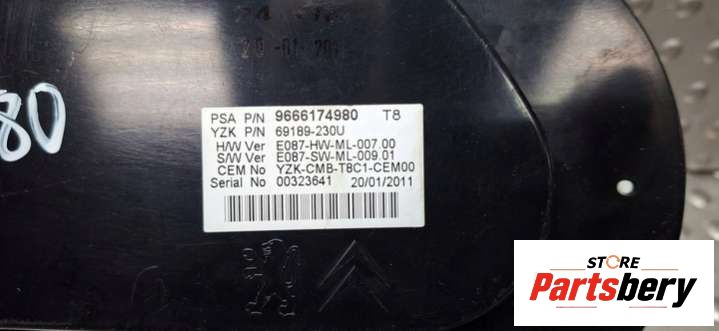 80
PSA P/N 9666174980 T8
YZK P/N 69189-230U
H/W Ver E087-HW-ML-007.00
S/W Ver E087-SW-ML-009.01
CEM No YZK-CMB-T8C1-CEM00
Serial No 00323641 20/01/2011
STORE
Partsbery